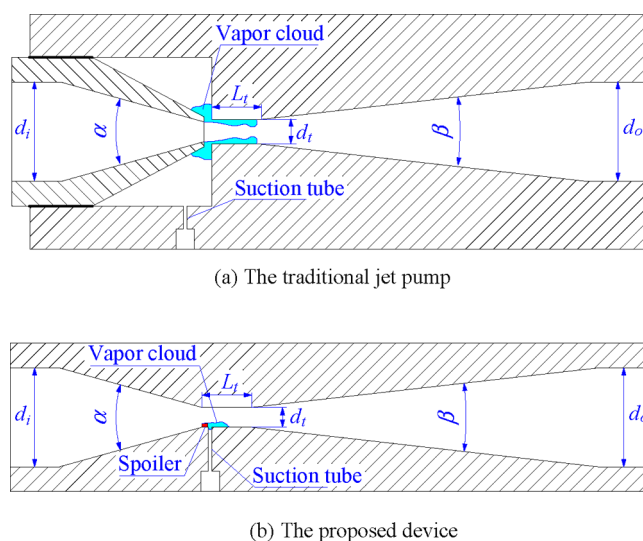 Vapor cloud
L_t
d_i
α
d_t
β
d_o
Suction tube
(a) The traditional jet pump
Vapor cloud
L_t
d_i
α
d_t
β
d_o
Spoiler
Suction tube
(b) The proposed device